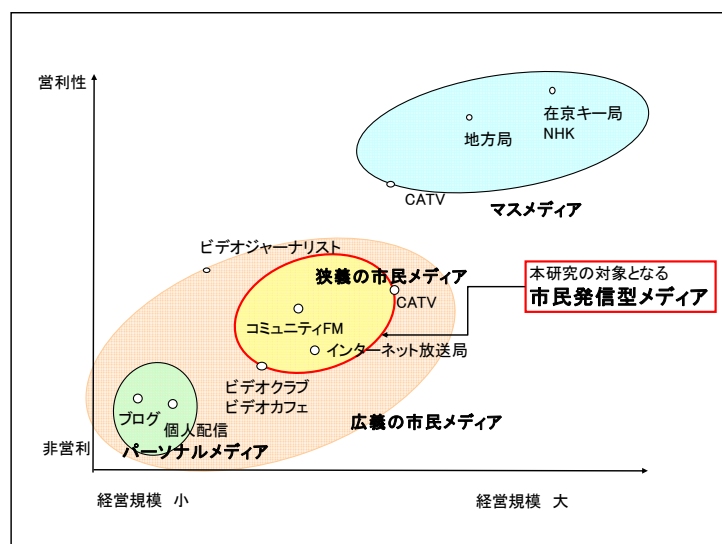 営利性
在京キー局
NHK
地方局
CATV
マスメディア
ビデオジャーナリスト
狭義の市民メディア
CATV
本研究の対象となる
市民発信型メディア
コミュニティFM
インターネット放送局
ビデオクラブ
ビデオカフェ
ブログ
個人配信
広義の市民メディア
パーソナルメディア
非営利
経営規模 小
経営規模 大